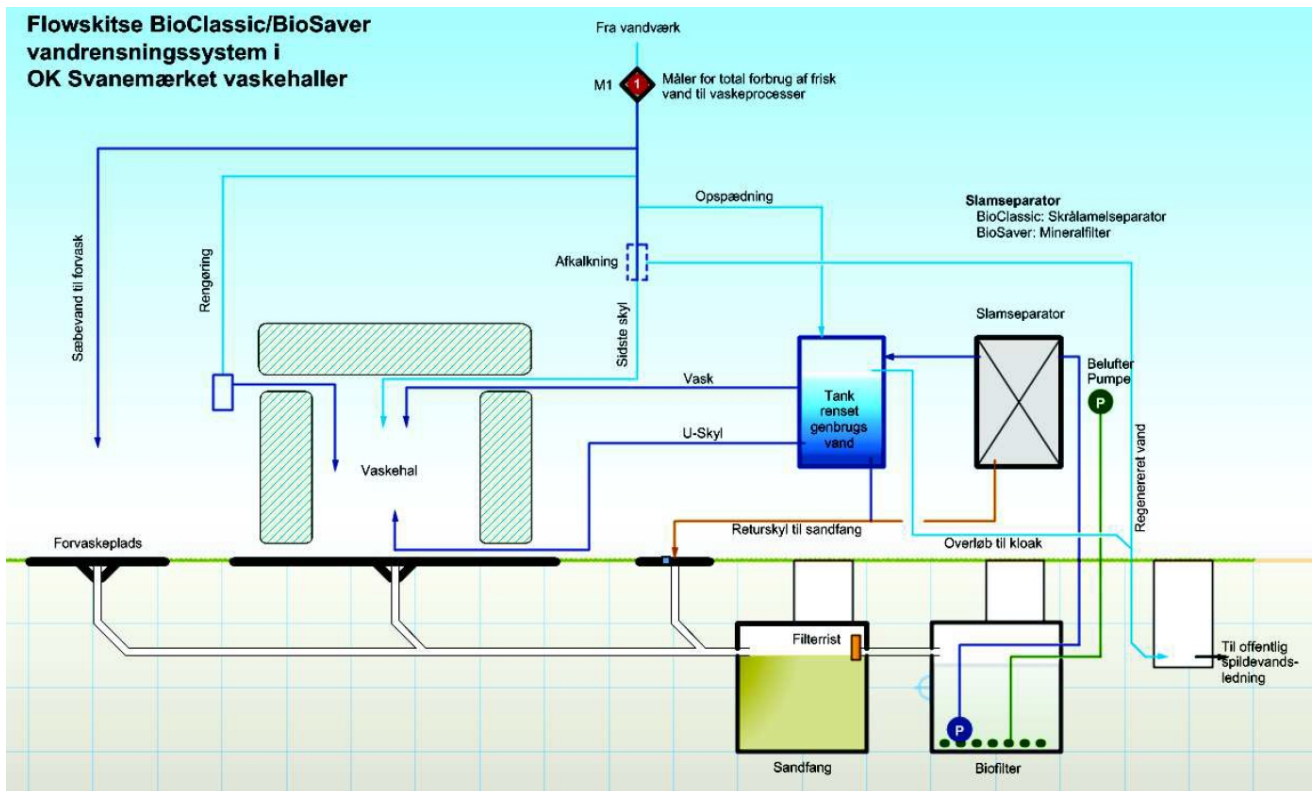 Flowskitse BioClassic/BioSaver
vandrensningssystem i
OK Svanemærket vaskehaller
Fra vandværk
M1
1
Måler for total forbrug af frisk
vand til vaskeprocesser
Opspædning
Slamseparator
BioClassic: Skrålamelseparator
BioSaver: Mineralfilter
Afkalkning
Sæbevand til forvask
Rengøring
Sidste skyl
Slamseparator
Belufter
Pumpe
P
Vask
Tank
renset
genbrugs
vand
U-Skyl
Vaskehal
Regenereret vand
Returskyl til sandfang
Overløb til kloak
Forvaskeplads
Filterrist
Til offentlig
spildevands-
ledning
P
Sandfang
Biofilter